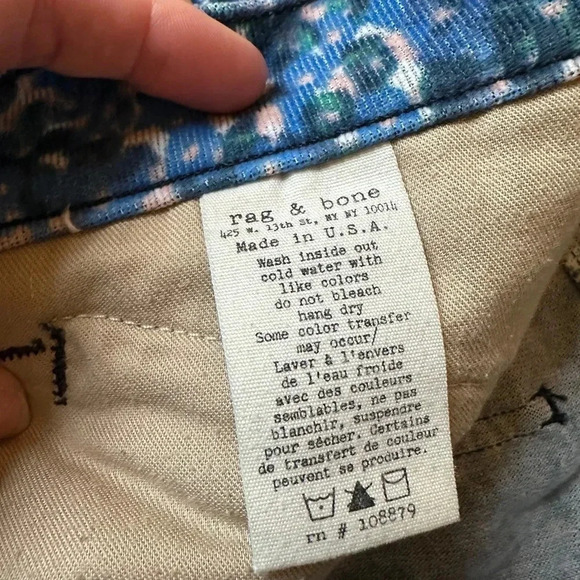 rag & bone
425 W. 13th St, NY NY 10014
Made in U.S.A.
Wash inside out
cold water with
like colors
do not bleach
hang dry
Some color transfer
may occur/
Laver à l'envers
de l'eau froide
avec des couleurs
semblables, ne pas
blanchir, suspendre
pour sécher. Certains
de transfert de couleur
peuvent se produire.
rn # 108879